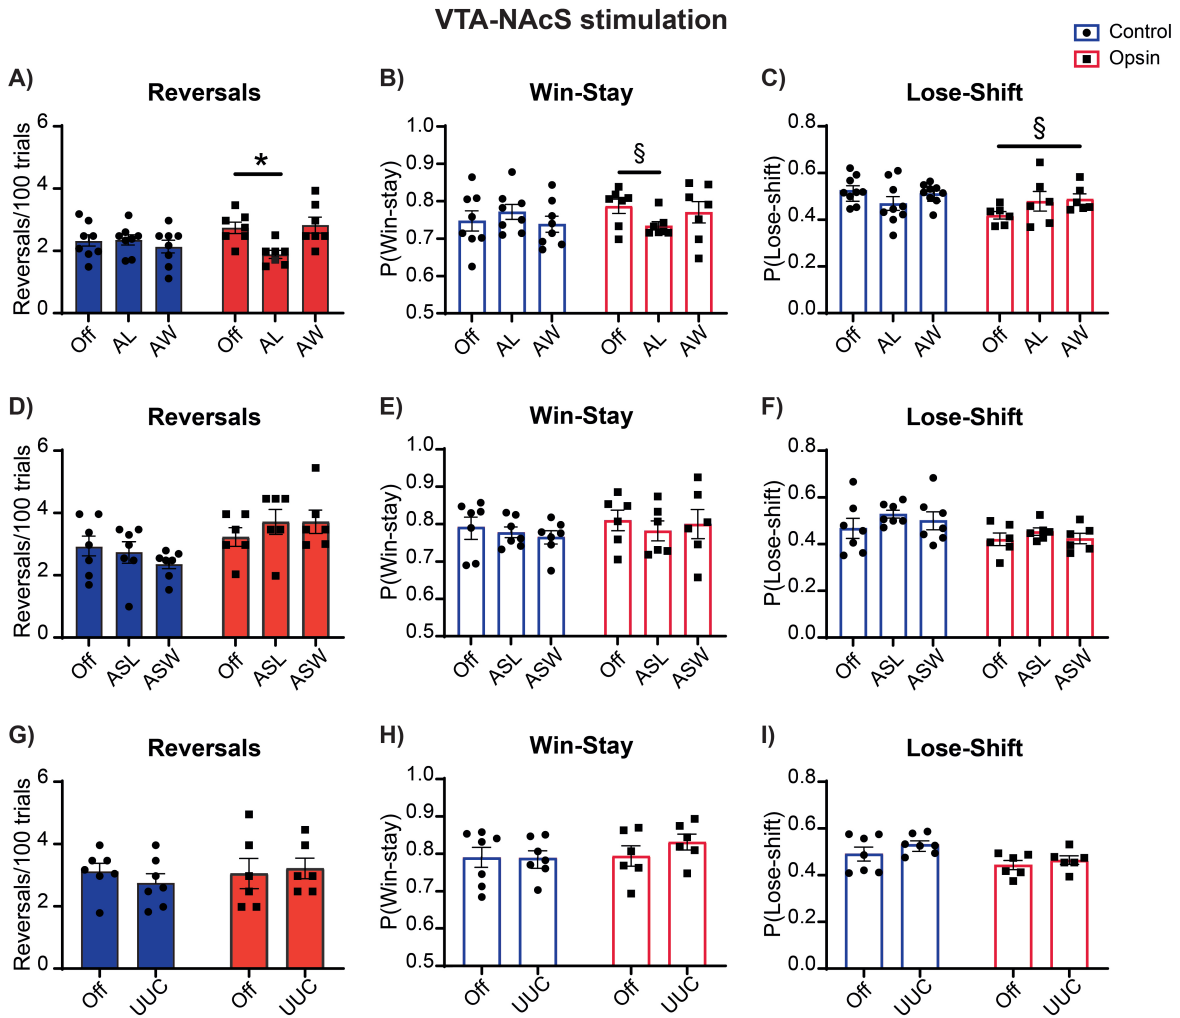 VTA-NAcS stimulation
Control
Opsin
A)
Reversals
Reversals/100 trials
6
4
2
0
*
Off
AL
AW
Off
AL
AW
B)
Win-Stay
P(Win-stay)
1.0
0.9
0.8
0.7
0.6
0.5
§
Off
AL
AW
Off
AL
AW
C)
Lose-Shift
P(Lose-shift)
0.8
0.6
0.4
0.2
0.0
§
Off
AL
AW
Off
AL
AW
D)
Reversals
Reversals/100 trials
6
4
2
0
Off
ASL
ASW
Off
ASL
ASW
E)
Win-Stay
P(Win-stay)
1.0
0.9
0.8
0.7
0.6
0.5
Off
ASL
ASW
Off
ASL
ASW
F)
Lose-Shift
P(Lose-shift)
0.8
0.6
0.4
0.2
0.0
Off
ASL
ASW
Off
ASL
ASW
G)
Reversals
Reversals/100 trials
6
4
2
0
Off
UUC
Off
UUC
H)
Win-Stay
P(Win-stay)
1.0
0.9
0.8
0.7
0.6
0.5
Off
UUC
Off
UUC
I)
Lose-Shift
P(Lose-shift)
0.8
0.6
0.4
0.2
0.0
Off
UUC
Off
UUC